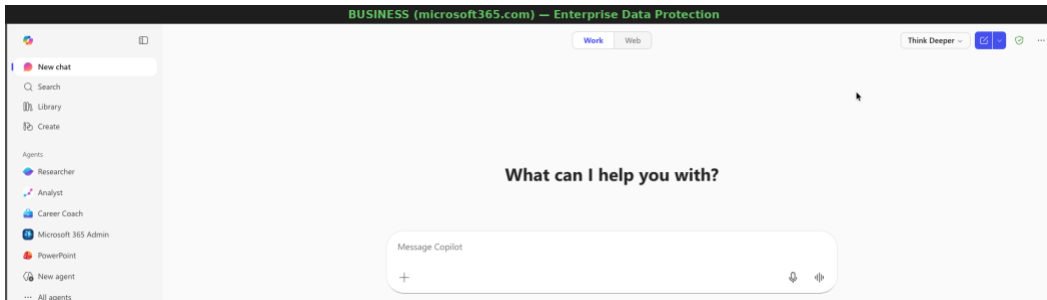 BUSINESS (microsoft365.com) — Enterprise Data Protection
Work Web
Think Deeper
New chat
Search
Library
Create
Agents
Researcher
Analyst
Career Coach
Microsoft 365 Admin
PowerPoint
New agent
All agents
What can I help you with?
Message Copilot